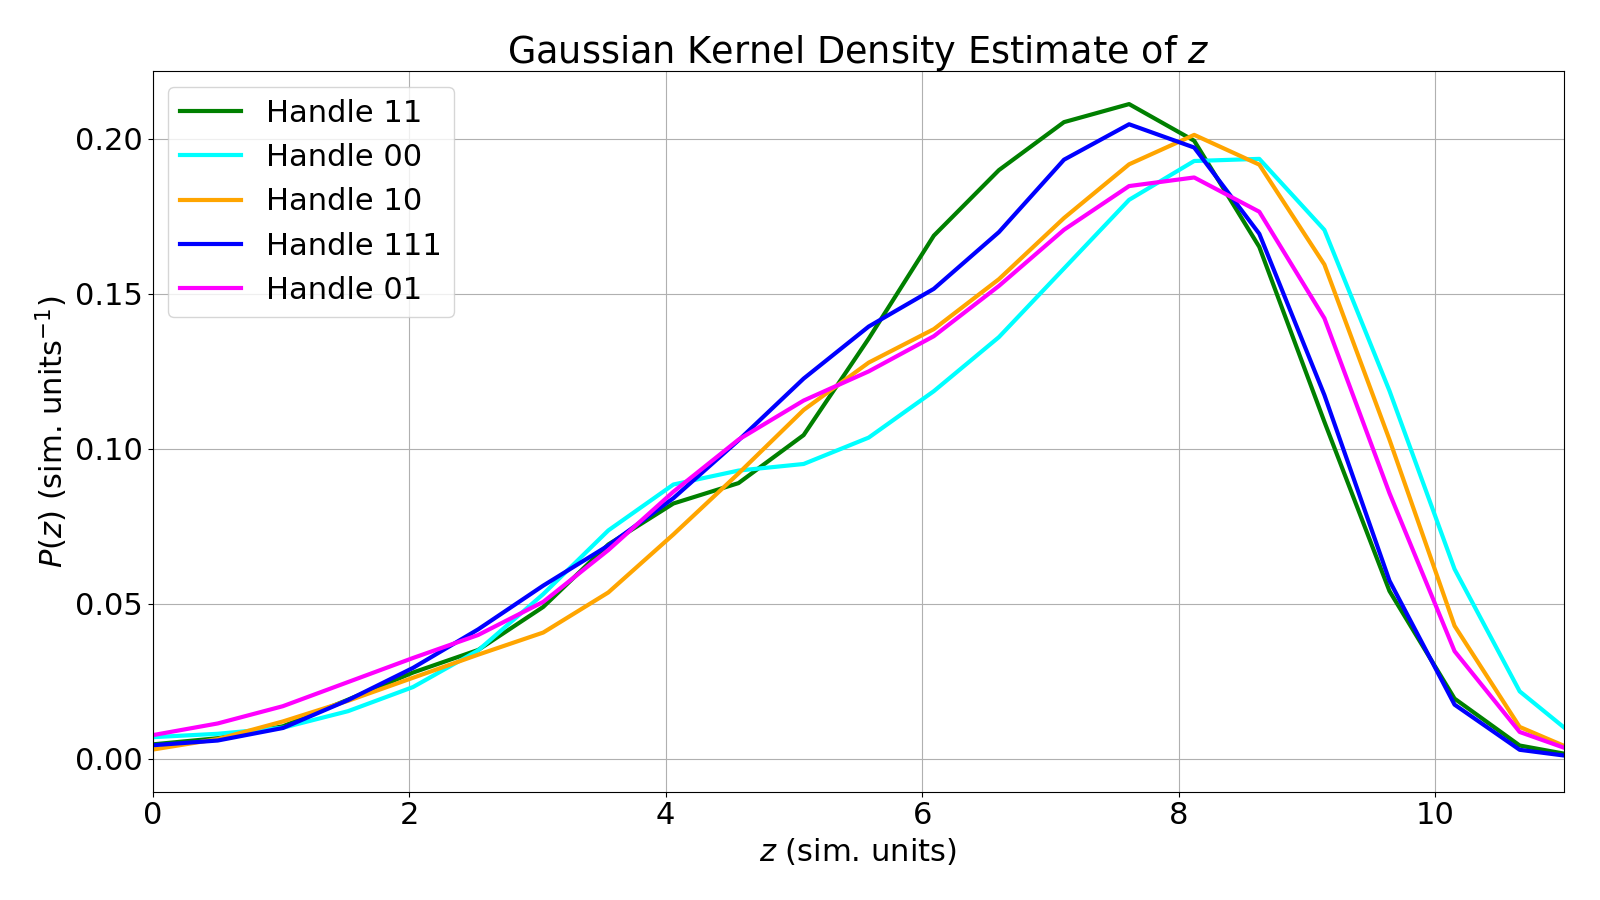 Gaussian Kernel Density Estimate of z
Handle 11
Handle 00
Handle 10
Handle 111
Handle 01
P(z) (sim. units⁻¹)
0.20
0.15
0.10
0.05
0.00
0 2 4 6 8 10
z (sim. units)